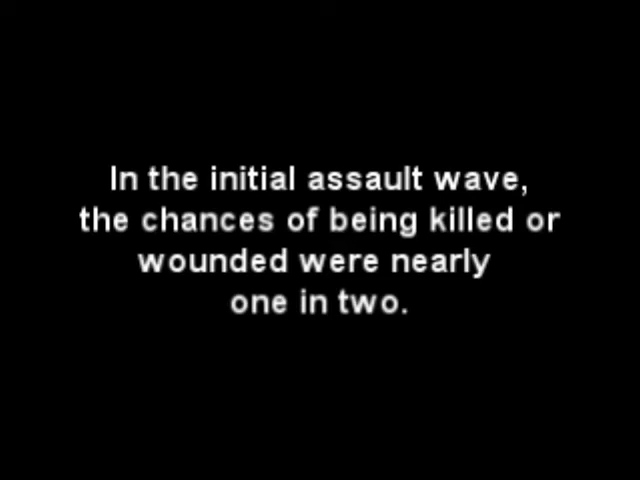 In the initial assault wave,
the chances of being killed or
wounded were nearly
one in two.